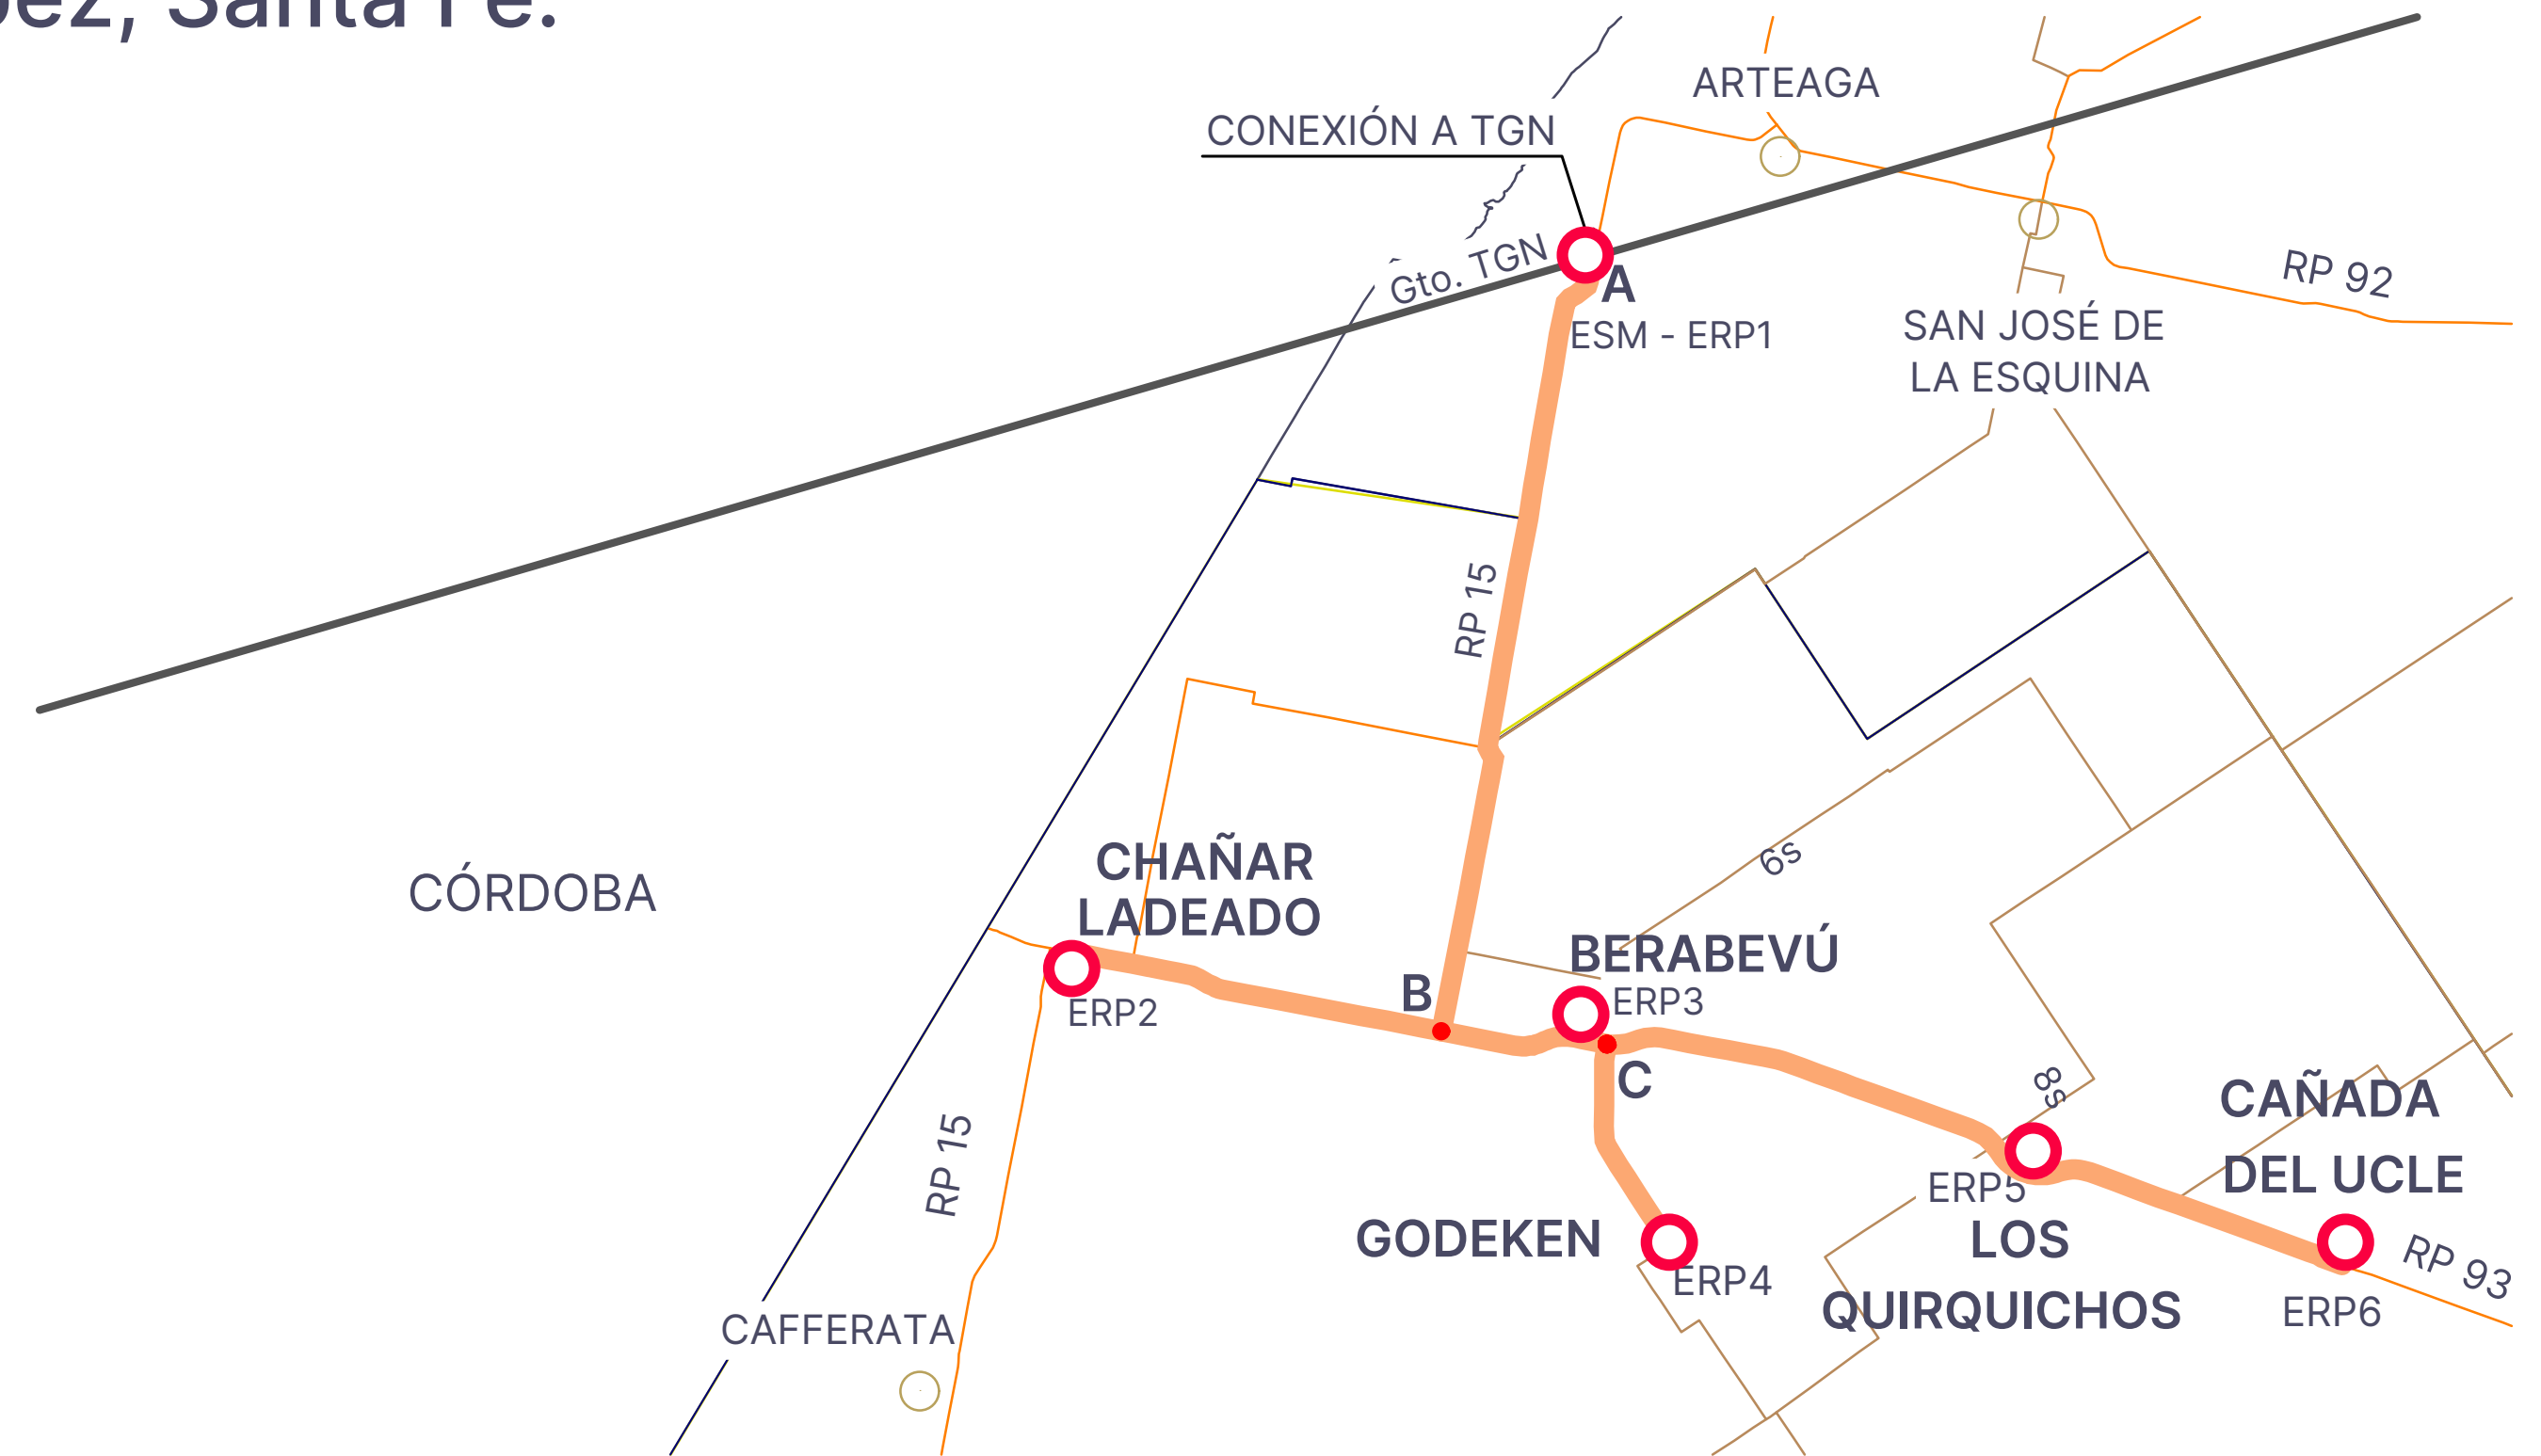 Santa Fe.
ARTEAGA
CONEXIÓN A TGN
Gto. TGN
A
ESM - ERP1
RP 92
SAN JOSÉ DE
LA ESQUINA
RP 15
6s
CÓRDOBA
CHAÑAR
LADEADO
ERP2
B
BERABEVÚ
ERP3
C
8s
CAÑADA
DEL UCLE
RP 15
ERP5
GODEKEN
ERP4
LOS
QUIRQUICHOS
RP 93
ERP6
CAFFERATA